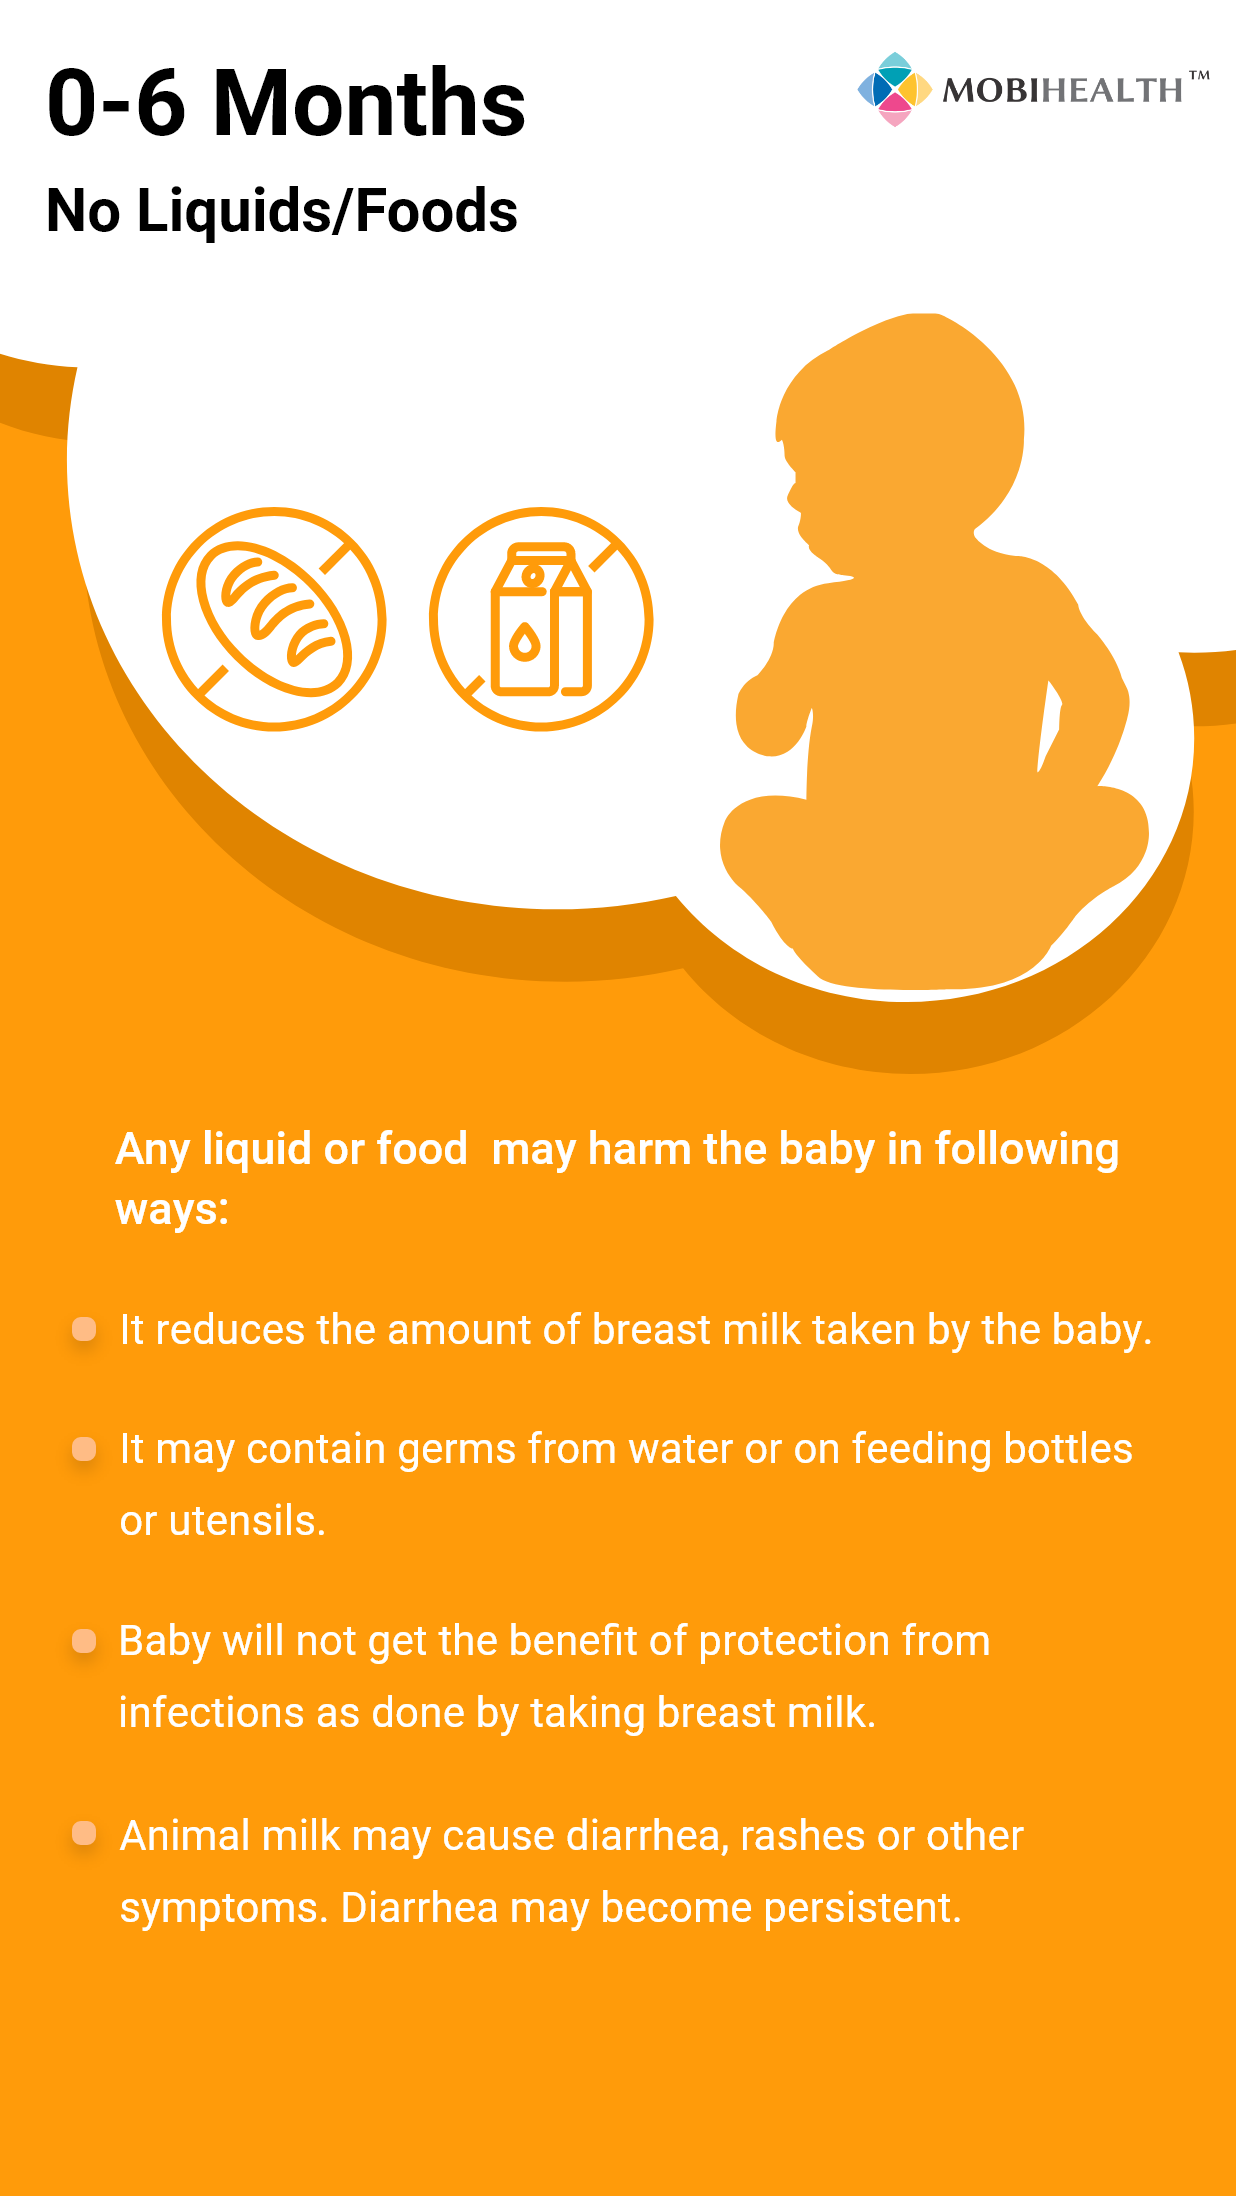 0-6 Months
MOBIHEALTH™
No Liquids/Foods
Any liquid or food  may harm the baby in following
ways:
It reduces the amount of breast milk taken by the baby.
It may contain germs from water or on feeding bottles
or utensils.
Baby will not get the benefit of protection from
infections as done by taking breast milk.
Animal milk may cause diarrhea, rashes or other
symptoms. Diarrhea may become persistent.